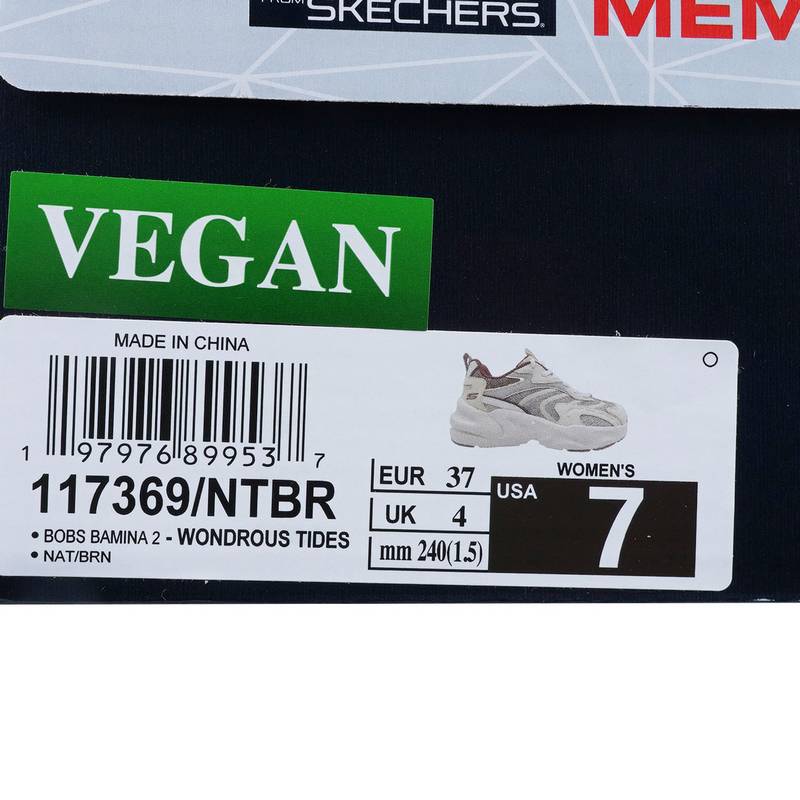 FROM SKECHERS.
VEGAN
MADE IN CHINA
1 97976 89953 7
117369/NTBR
• BOBS BAMINA 2 - WONDROUS TIDES
• NAT/BRN
EUR 37
UK 4
mm 240(1.5)
WOMEN'S
USA 7